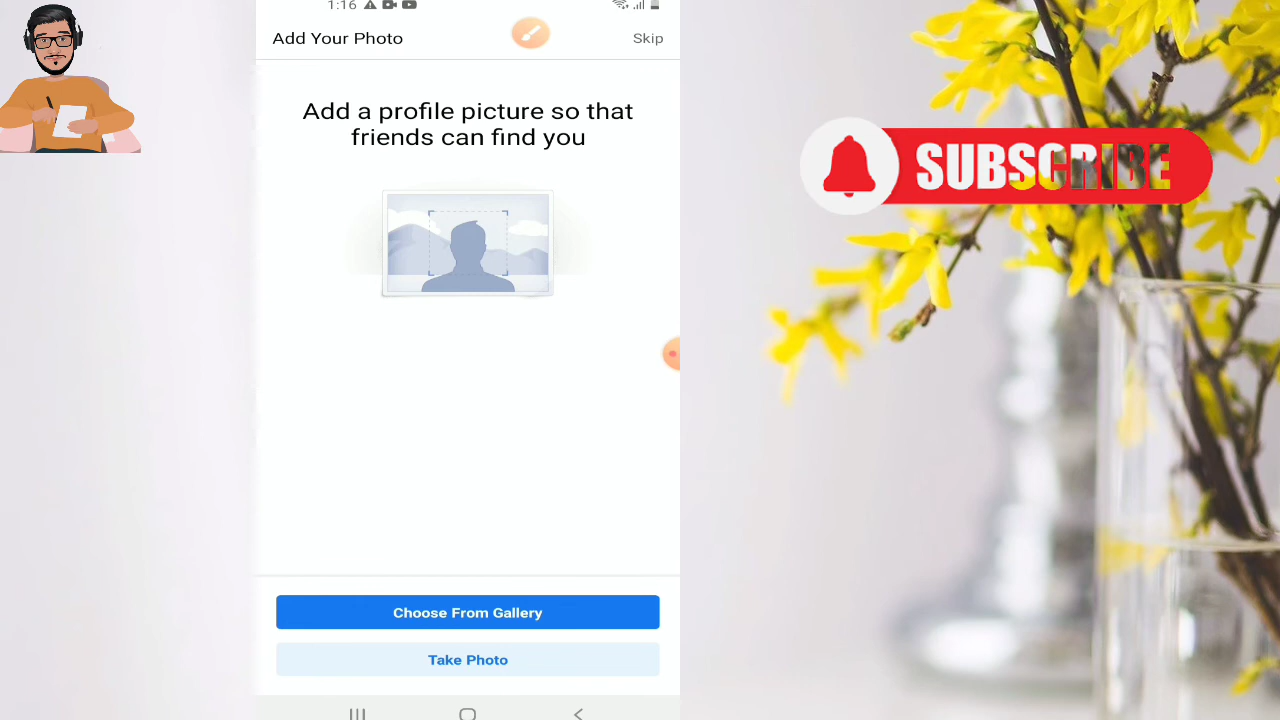 1:16
Add Your Photo
Skip
Add a profile picture so that
friends can find you
SUBSCRIBE
Choose From Gallery
Take Photo